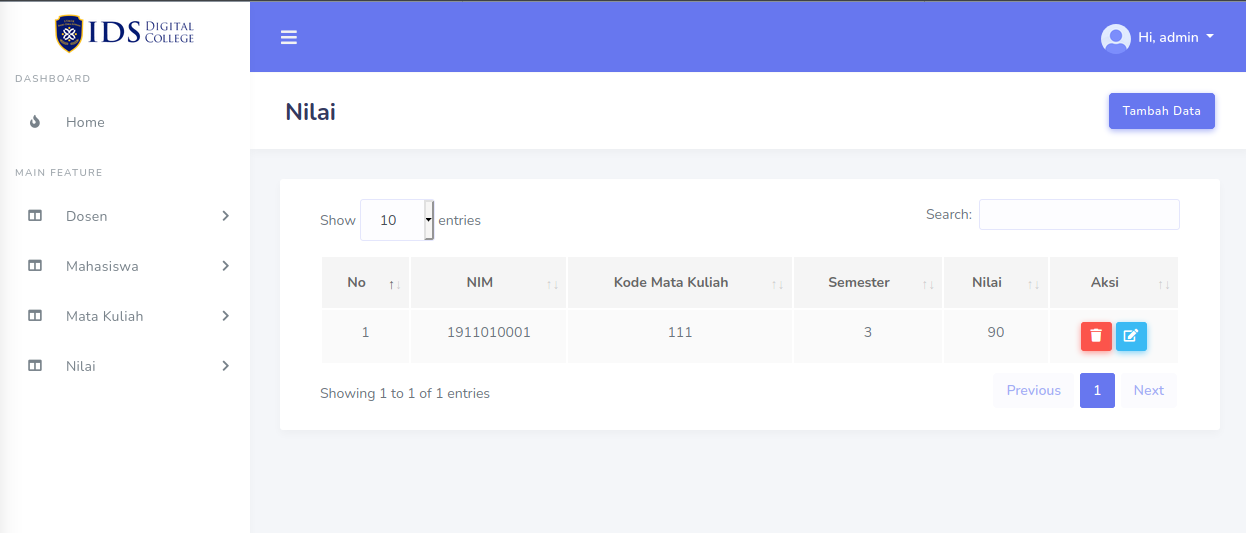 IDS DIGITAL COLLEGE
Hi, admin
DASHBOARD
Home
MAIN FEATURE
Dosen
Mahasiswa
Mata Kuliah
Nilai
Nilai
Tambah Data
Show 10 entries
Search:
No NIM Kode Mata Kuliah Semester Nilai Aksi
1 1911010001 111 3 90
Showing 1 to 1 of 1 entries
Previous 1 Next